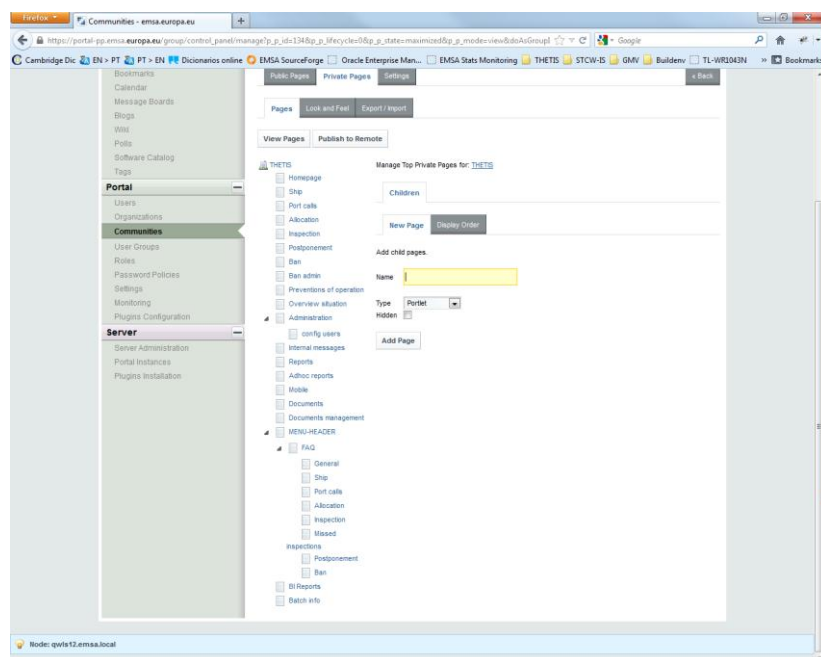 Firefox
Communities - emsa.europa.eu
https://portal-pp.emsa.europa.eu/group/control_panel/manage?p_p_id=134&p_p_lifecycle=0&p_p_state=maximized&p_p_mode=view&doAsGroupI
Google
Cambridge Dic EN > PT PT > EN Dicionarios online EMSA SourceForge Oracle Enterprise Man... EMSA Stats Monitoring THETIS STCW-IS GMV Buildenv TL-WR1043N » Bookmarks
Bookmarks
Calendar
Message Boards
Blogs
Wiki
Polls
Software Catalog
Tags
Portal
Users
Organizations
Communities
User Groups
Roles
Password Policies
Settings
Monitoring
Plugins Configuration
Server
Server Administration
Portal Instances
Plugins Installation
Public Pages Private Pages Settings « Back
Pages Look and Feel Export / Import
View Pages Publish to Remote
THETIS
Homepage
Ship
Port calls
Allocation
Inspection
Postponement
Ban
Ban admin
Preventions of operation
Overview situation
Administration
config users
Internal messages
Reports
Adhoc reports
Mobile
Documents
Documents management
MENU-HEADER
FAQ
General
Ship
Port calls
Allocation
Inspection
Missed
inspections
Postponement
Ban
BI Reports
Batch info
Manage Top Private Pages for: THETIS
Children
New Page Display Order
Add child pages.
Name
Type Portlet
Hidden
Add Page
Node: qwls12.emsa.local